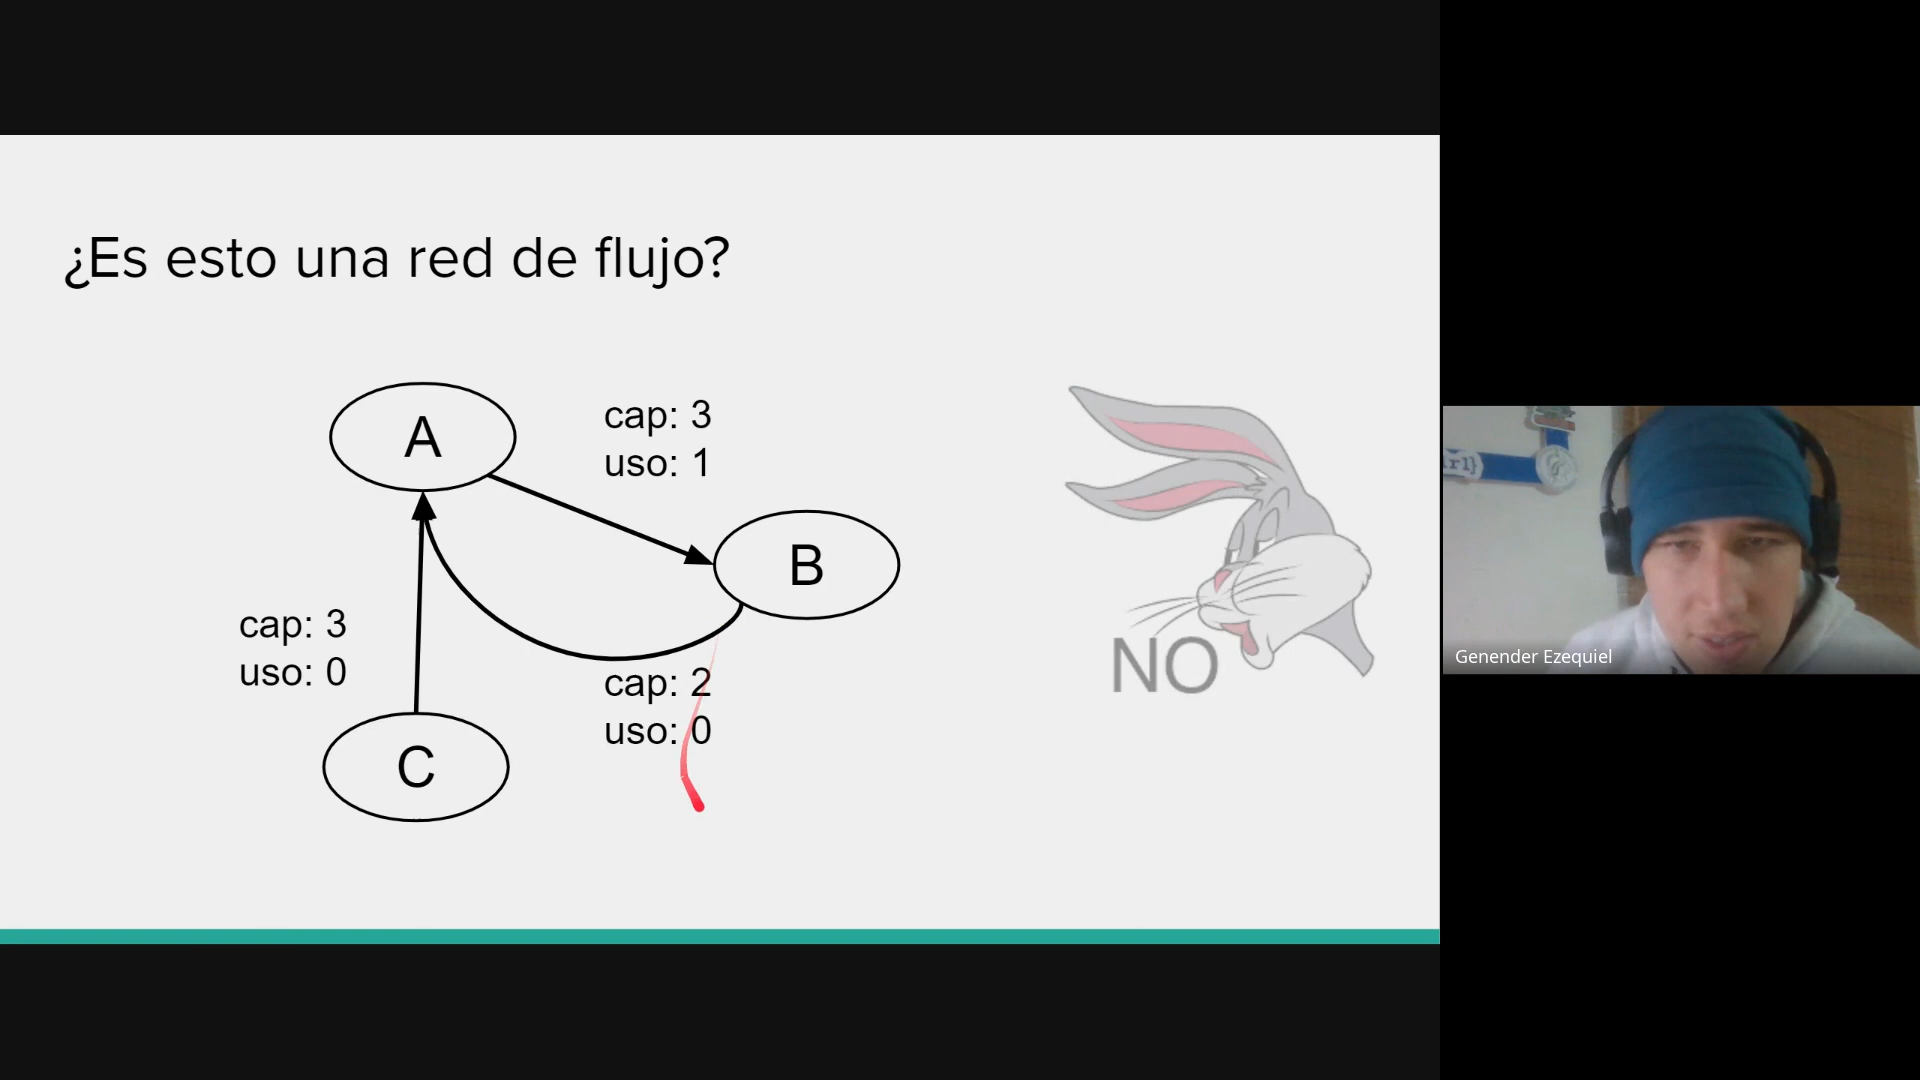 ¿Es esto una red de flujo?
A
cap: 3
uso: 1
B
cap: 3
uso: 0
cap: 2
uso: 0
C
NO
Genender Ezequiel